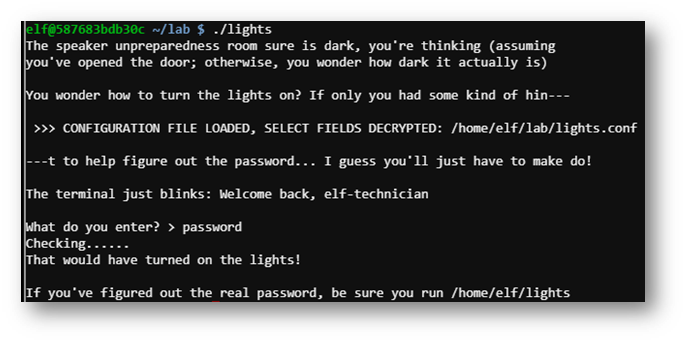 elf@587683bdb30c ~/lab $ ./lights
The speaker unpreparedness room sure is dark, you're thinking (assuming
you've opened the door; otherwise, you wonder how dark it actually is)
You wonder how to turn the lights on? If only you had some kind of hin---
>>> CONFIGURATION FILE LOADED, SELECT FIELDS DECRYPTED: /home/elf/lab/lights.conf
---t to help figure out the password... I guess you'll just have to make do!
The terminal just blinks: Welcome back, elf-technician
What do you enter? > password
Checking......
That would have turned on the lights!
If you've figured out the real password, be sure you run /home/elf/lights